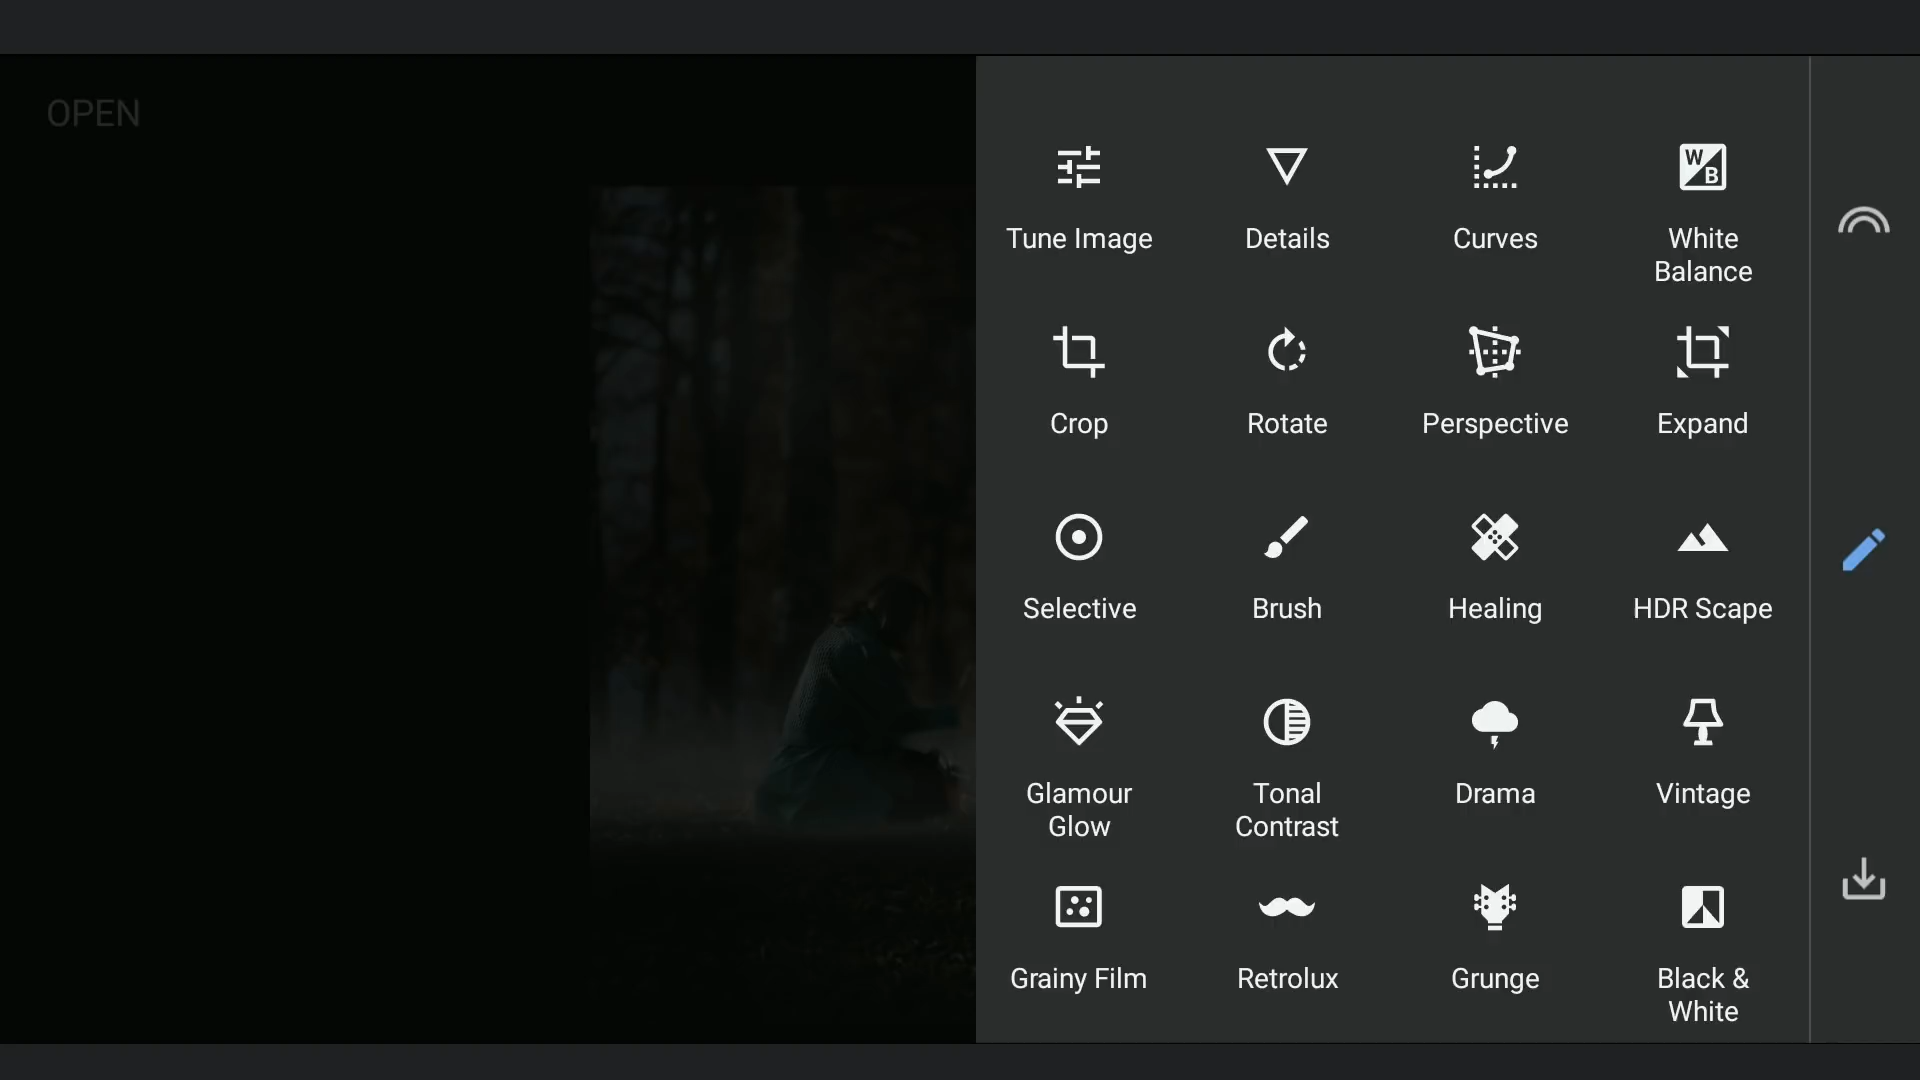 OPEN
Tune Image
Details
Curves
W
B
White
Balance
Crop
Rotate
Perspective
Expand
Selective
Brush
Healing
HDR Scape
Glamour
Glow
Tonal
Contrast
Drama
Vintage
Grainy Film
Retrolux
Grunge
Black &
White